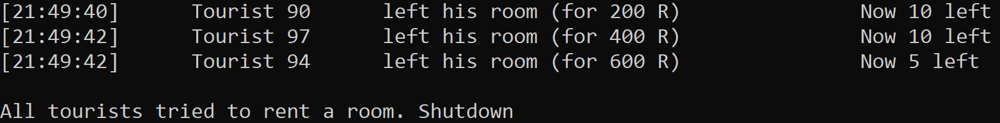 [21:49:40] Tourist 90 left his room (for 200 R) Now 10 left
[21:49:42] Tourist 97 left his room (for 400 R) Now 10 left
[21:49:42] Tourist 94 left his room (for 600 R) Now 5 left
All tourists tried to rent a room. Shutdown